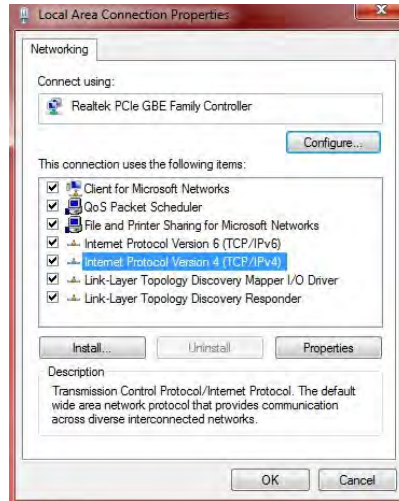 Local Area Connection Properties
Networking
Connect using:
Realtek PCIe GBE Family Controller
Configure...
This connection uses the following items:
Client for Microsoft Networks
QoS Packet Scheduler
File and Printer Sharing for Microsoft Networks
Internet Protocol Version 6 (TCP/IPv6)
Internet Protocol Version 4 (TCP/IPv4)
Link-Layer Topology Discovery Mapper I/O Driver
Link-Layer Topology Discovery Responder
Install...
Uninstall
Properties
Description
Transmission Control Protocol/Internet Protocol. The default
wide area network protocol that provides communication
across diverse interconnected networks.
OK
Cancel